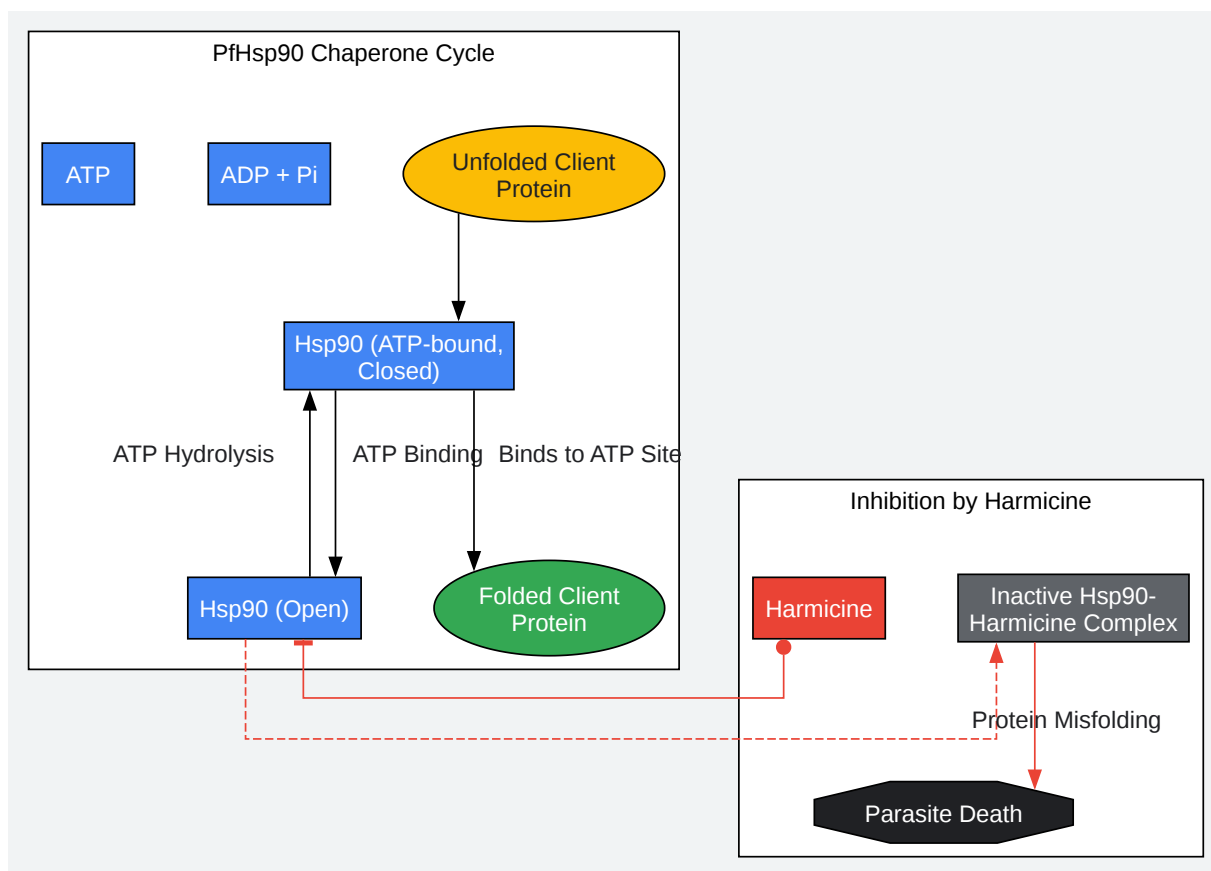 PfHsp90 Chaperone Cycle
ATP
ADP + Pi
Unfolded Client
Protein
Hsp90 (ATP-bound,
Closed)
ATP Hydrolysis
ATP Binding
Binds to ATP Site
Hsp90 (Open)
Folded Client
Protein
Inhibition by Harmicine
Harmicine
Inactive Hsp90-
Harmicine Complex
Protein Misfolding
Parasite Death